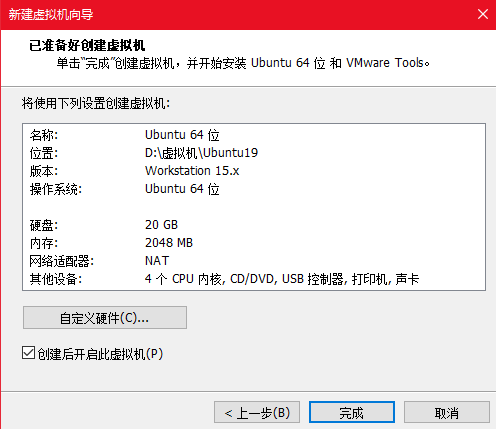 新建虚拟机向导
已准备好创建虚拟机
单击“完成”创建虚拟机，并开始安装 Ubuntu 64 位 和 VMware Tools。
将使用下列设置创建虚拟机:
名称: Ubuntu 64 位
位置: D:\虚拟机\Ubuntu19
版本: Workstation 15.x
操作系统: Ubuntu 64 位
硬盘: 20 GB
内存: 2048 MB
网络适配器: NAT
其他设备: 4 个 CPU 内核, CD/DVD, USB 控制器, 打印机, 声卡
自定义硬件(C)...
创建后开启此虚拟机(P)
< 上一步(B) 完成 取消